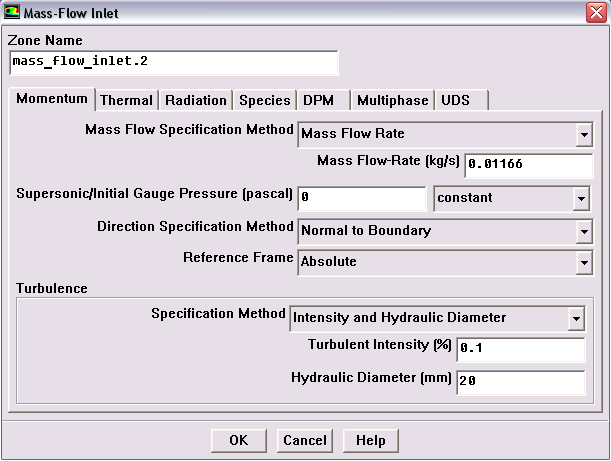 Mass-Flow Inlet
Zone Name
mass_flow_inlet.2
Momentum Thermal Radiation Species DPM Multiphase UDS
Mass Flow Specification Method Mass Flow Rate
Mass Flow-Rate (kg/s) 0.01166
Supersonic/Initial Gauge Pressure (pascal) 0 constant
Direction Specification Method Normal to Boundary
Reference Frame Absolute
Turbulence
Specification Method Intensity and Hydraulic Diameter
Turbulent Intensity (%) 0.1
Hydraulic Diameter (mm) 20
OK Cancel Help